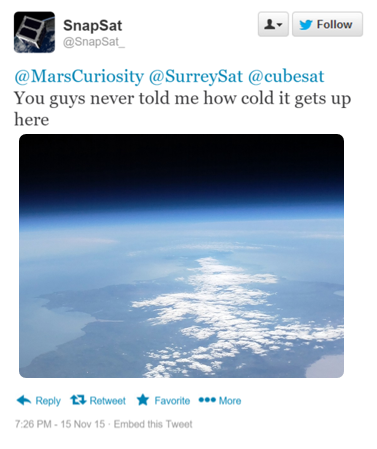 SnapSat
@SnapSat_
Follow
@MarsCuriosity @SurreySat @cubesat
You guys never told me how cold it gets up
here
Reply Retweet Favorite More
7:26 PM - 15 Nov 15 · Embed this Tweet